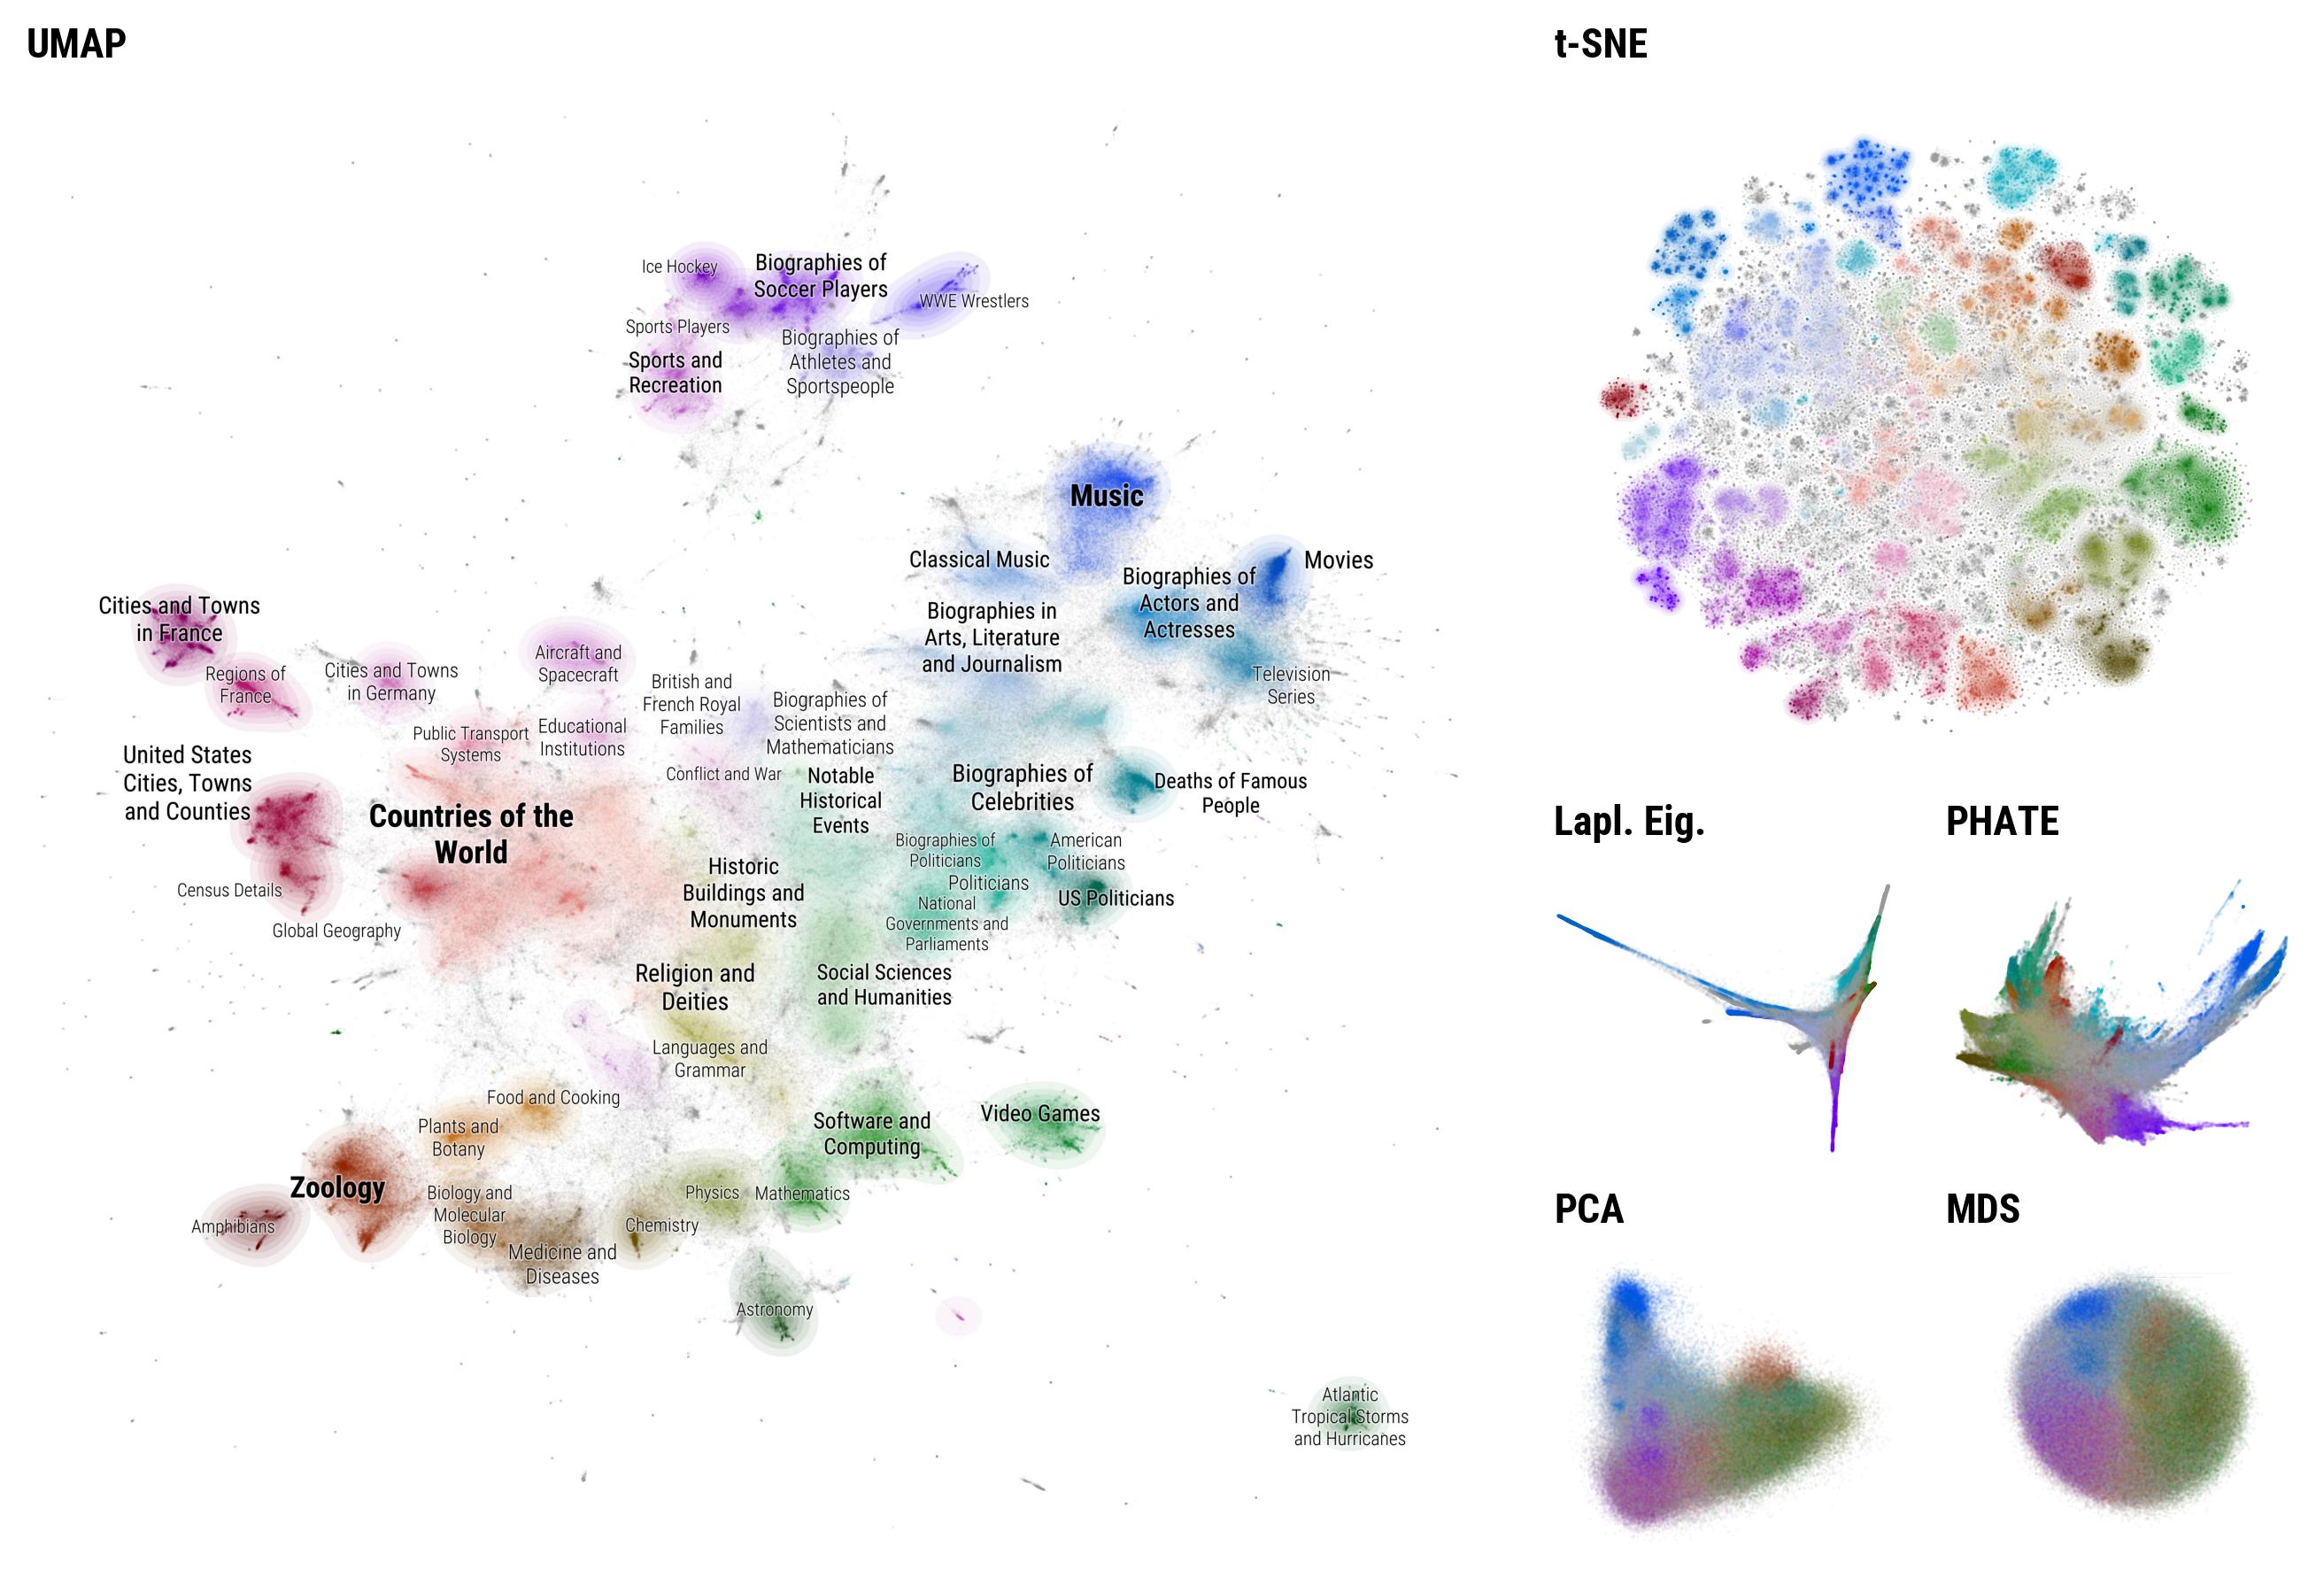 UMAP
t-SNE
Ice Hockey
Biographies of
Soccer Players
WWE Wrestlers
Sports Players
Biographies of
Athletes and
Sportspeople
Sports and
Recreation
Music
Classical Music
Movies
Biographies of
Actors and
Actresses
Biographies in
Arts, Literature
and Journalism
Television
Series
Cities and Towns
in France
Regions of
France
Cities and Towns
in Germany
Aircraft and
Spacecraft
British and
French Royal
Families
Biographies of
Scientists and
Mathematicians
Public Transport
Systems
Educational
Institutions
Conflict and War
United States
Cities, Towns
and Counties
Notable
Historical
Events
Biographies of
Celebrities
Deaths of Famous
People
Countries of the
World
Biographies of
Politicians
American
Politicians
Politicians
US Politicians
National
Governments and
Parliaments
Historic
Buildings and
Monuments
Census Details
Global Geography
Religion and
Deities
Social Sciences
and Humanities
Languages and
Grammar
Food and Cooking
Plants and
Botany
Software and
Computing
Video Games
Zoology
Amphibians
Biology and
Molecular
Biology
Physics
Mathematics
Chemistry
Medicine and
Diseases
Astronomy
Atlantic
Tropical Storms
and Hurricanes
Lapl. Eig.
PHATE
PCA
MDS